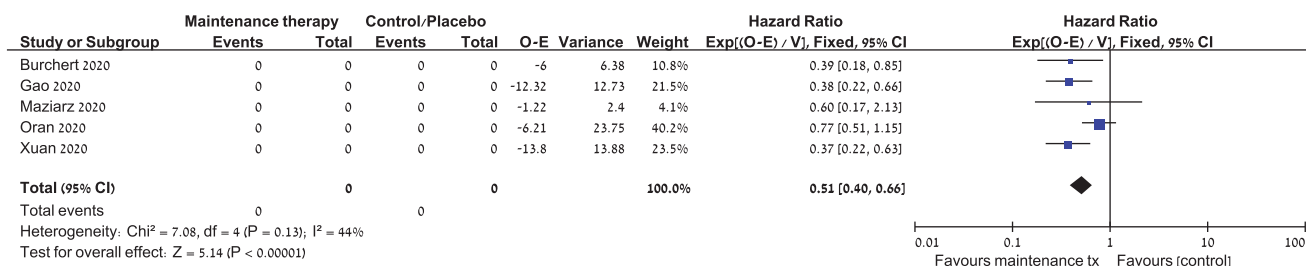 Maintenance therapy Control/Placebo Hazard Ratio Hazard Ratio
Study or Subgroup Events Total Events Total O-E Variance Weight Exp[(O-E) / V], Fixed, 95% CI Exp[(O-E) / V], Fixed, 95% CI
Burchert 2020 0 0 0 0 -6 6.38 10.8% 0.39 [0.18, 0.85]
Gao 2020 0 0 0 0 -12.32 12.73 21.5% 0.38 [0.22, 0.66]
Maziarz 2020 0 0 0 0 -1.22 2.4 4.1% 0.60 [0.17, 2.13]
Oran 2020 0 0 0 0 -6.21 23.75 40.2% 0.77 [0.51, 1.15]
Xuan 2020 0 0 0 0 -13.8 13.88 23.5% 0.37 [0.22, 0.63]
Total (95% CI) 0 0 100.0% 0.51 [0.40, 0.66]
Total events 0 0
Heterogeneity: Chi² = 7.08, df = 4 (P = 0.13); I² = 44%
Test for overall effect: Z = 5.14 (P < 0.00001)
0.01 0.1 1 10 100
Favours maintenance tx Favours [control]